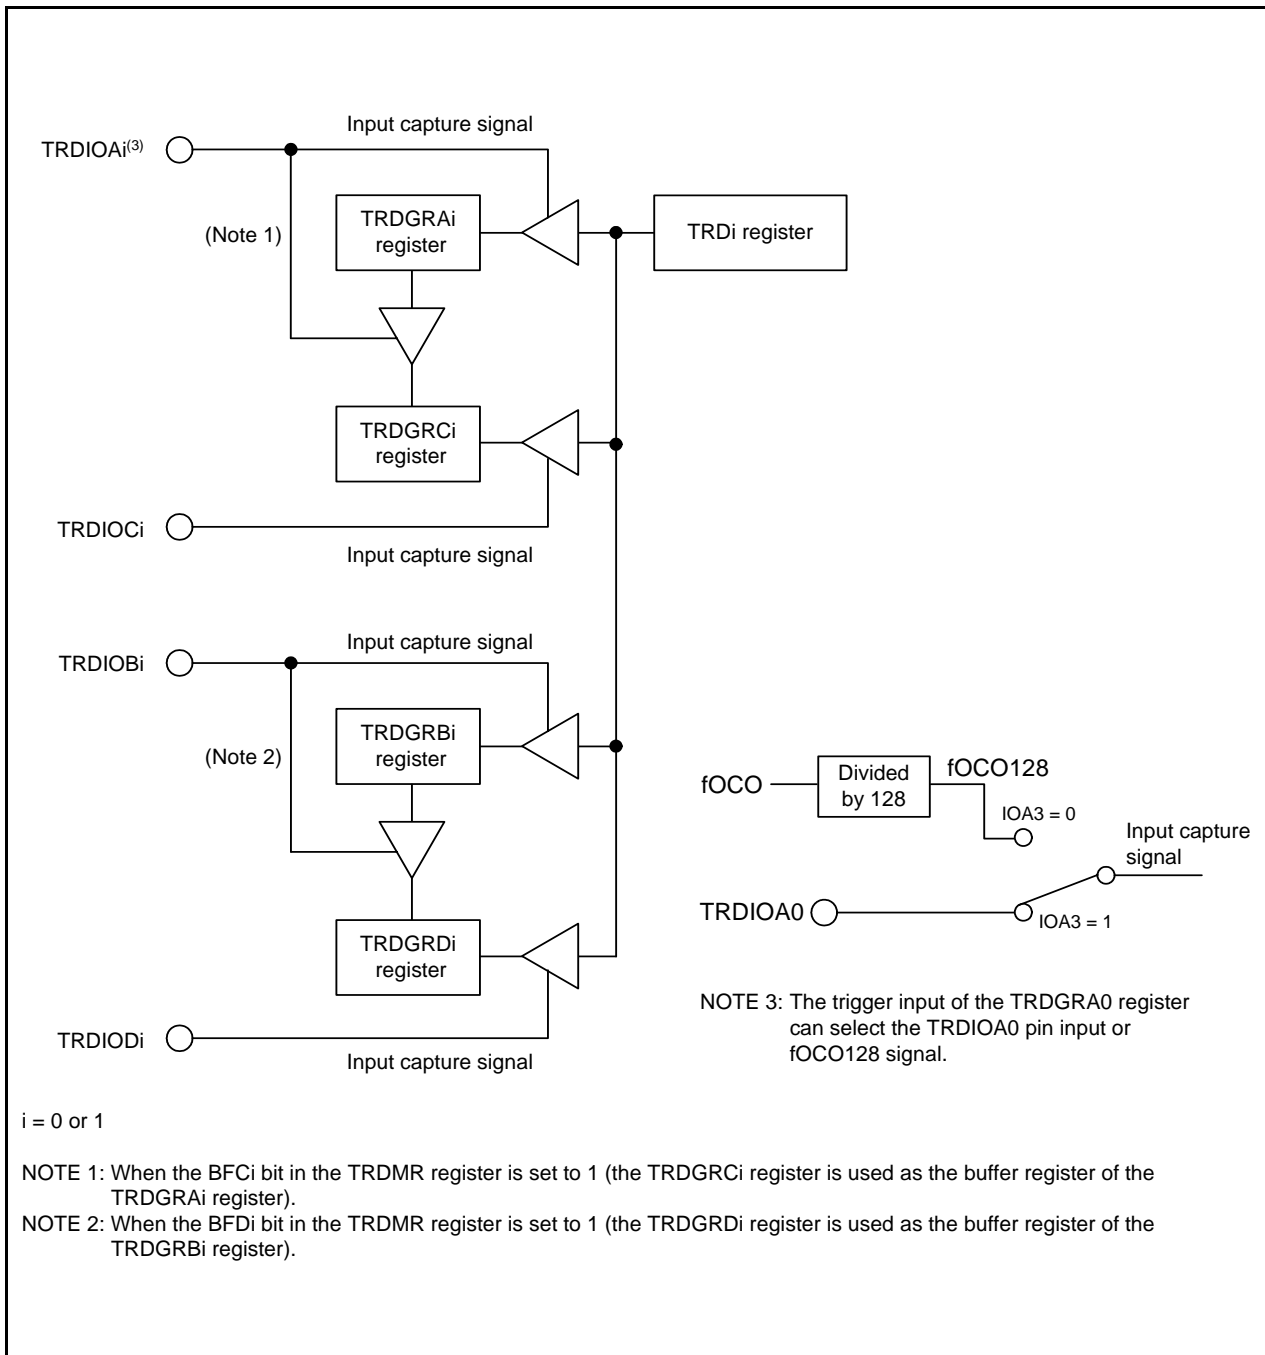 Input capture signal
TRDIOAi(3)
TRDGRAi
register
TRDi register
(Note 1)
TRDGRCi
register
TRDIOCi
Input capture signal
Input capture signal
TRDIOBi
TRDGRBi
register
(Note 2)
TRDGRDi
register
TRDIODi
Input capture signal
fOCO
Divided
by 128
fOCO128
IOA3 = 0
Input capture
signal
TRDIOA0
IOA3 = 1
NOTE 3: The trigger input of the TRDGRA0 register
can select the TRDIOA0 pin input or
fOCO128 signal.
i = 0 or 1
NOTE 1: When the BFCi bit in the TRDMR register is set to 1 (the TRDGRCi register is used as the buffer register of the
TRDGRAi register).
NOTE 2: When the BFDi bit in the TRDMR register is set to 1 (the TRDGRDi register is used as the buffer register of the
TRDGRBi register).